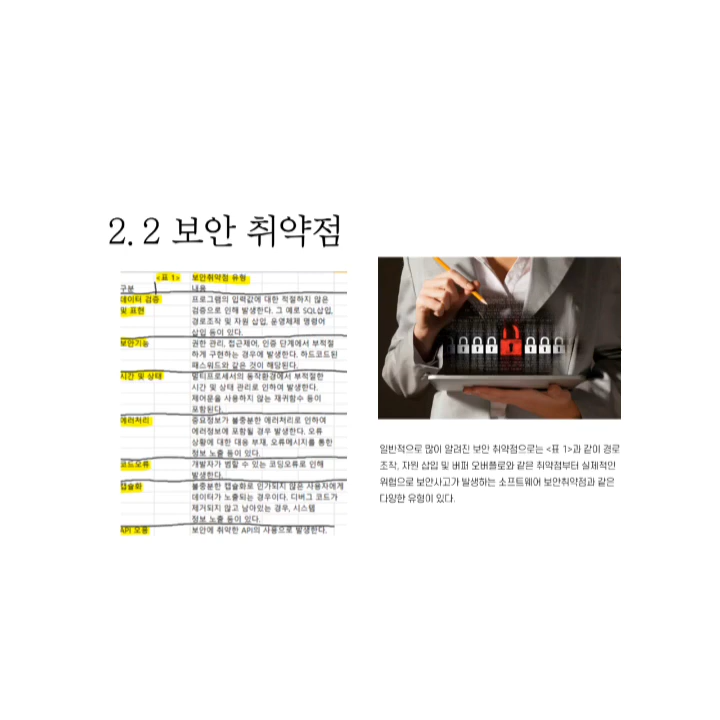 2. 2 보안 취약점
<표 1> 보안취약점 유형
구분 내용
데이터 검증 프로그램의 입력값에 대한 적절하지 않은
및 표현 검증으로 인해 발생한다. 그 예로 SQL삽입,
경로조작 및 자원 삽입, 운영체제 명령어
삽입 등이 있다.
보안기능 권한 관리, 접근제어, 인증 단계에서 부적절
하게 구현하는 경우에 발생한다. 하드코드된
패스워드와 같은 것이 해당된다.
시간 및 상태 멀티프로세서의 동작환경에서 부적절한
시간 및 상태 관리로 인하여 발생한다.
제어문을 사용하지 않는 재귀함수 등이
포함된다.
에러처리 중요정보가 불충분한 에러처리로 인하여
에러정보에 포함될 경우 발생한다. 오류
상황에 대한 대응 부재, 오류메시지를 통한
정보 노출 등이 있다.
코드오류 개발자가 범할 수 있는 코딩오류로 인해
발생한다.
캡슐화 불충분한 캡슐화로 인가되지 않은 사용자에게
데이터가 노출되는 경우이다. 디버그 코드가
제거되지 않고 남아있는 경우, 시스템
정보 노출 등이 있다.
API 오용 보안에 취약한 API의 사용으로 발생한다.
일반적으로 많이 알려진 보안 취약점으로는 <표 1>과 같이 경로
조작, 자원 삽입 및 버퍼 오버플로와 같은 취약점부터 실제적인
위협으로 보안사고가 발생하는 소프트웨어 보안취약점과 같은
다양한 유형이 있다.